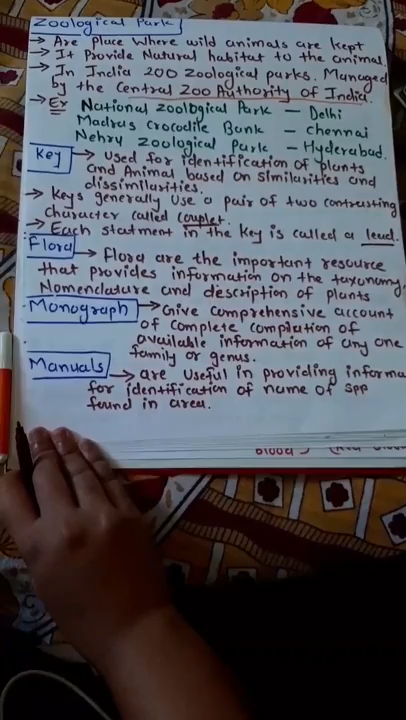 Zoological Park
→ Are place where wild animals are kept
→ It Provide Natural habitat to the animal.
→ In India 200 zoological parks. Managed
by the Central Zoo Authority of India.
→ Ex National zoological Park - Delhi
Madras Crocodile Bank - Chennai
Nehry Zoological Park - Hyderabad.
Key → Used for identification of plants
and Animal based on similarities and
dissimilarities.
→ Keys generally use a pair of two contrasting
character called couplet.
→ Each statment in the key is called a lead.
Flora → Flora are the important resource
that provides information on the taxonomy
Nomenclature and description of plants
Monograph → Give comprehensive account
of complete compilation of
available information of any one
family or genus.
Manuals → are useful in providing informa
for identification of name of spp
found in area.